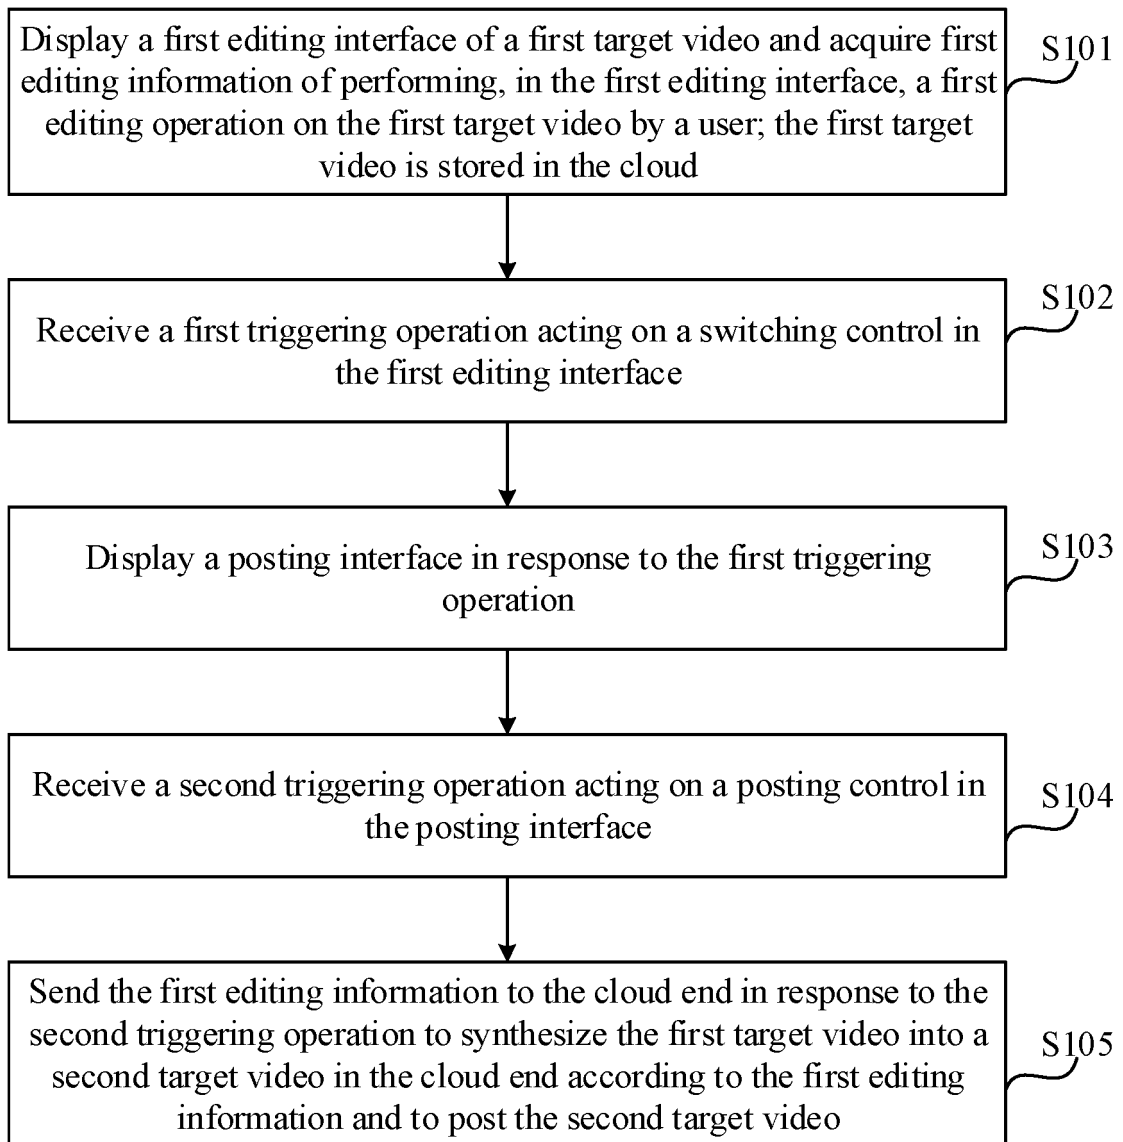 Display a first editing interface of a first target video and acquire first
editing information of performing, in the first editing interface, a first
editing operation on the first target video by a user; the first target
video is stored in the cloud
S101
Receive a first triggering operation acting on a switching control in
the first editing interface
S102
Display a posting interface in response to the first triggering
operation
S103
Receive a second triggering operation acting on a posting control in
the posting interface
S104
Send the first editing information to the cloud end in response to the
second triggering operation to synthesize the first target video into a
second target video in the cloud end according to the first editing
information and to post the second target video
S105